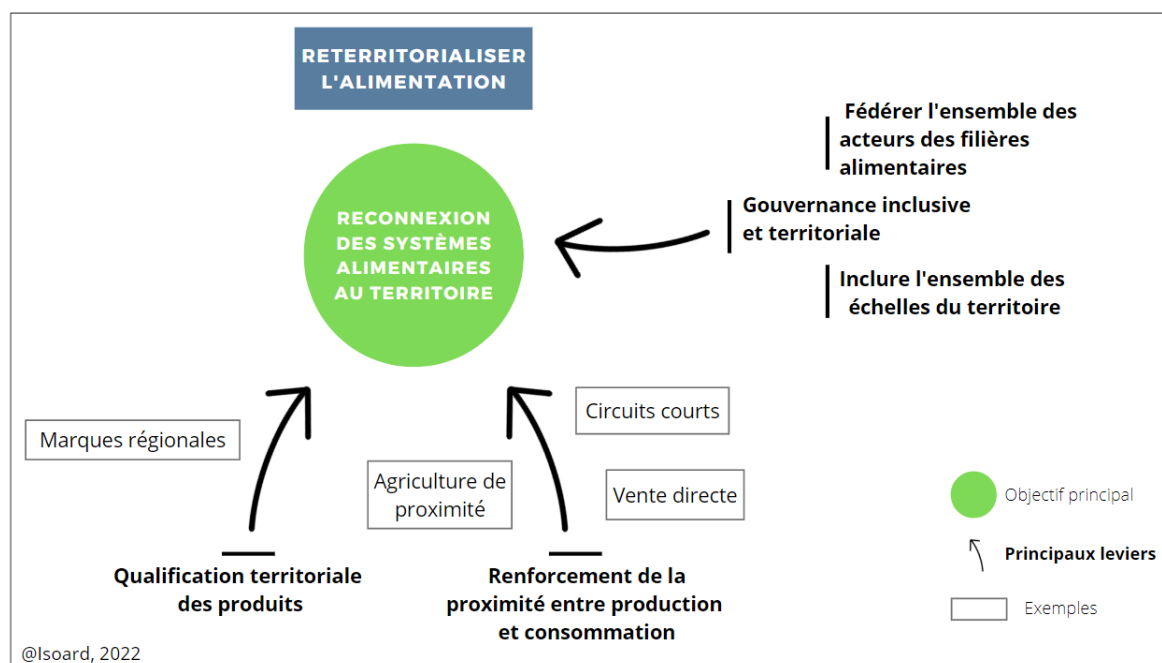 RETERRITORIALISER
L'ALIMENTATION
Fédérer l'ensemble des
acteurs des filières
alimentaires
RECONNEXION
DES SYSTÈMES
ALIMENTAIRES
AU TERRITOIRE
Gouvernance inclusive
et territoriale
Inclure l'ensemble des
échelles du territoire
Marques régionales
Circuits courts
Agriculture de
proximité
Vente directe
Qualification territoriale
des produits
Renforcement de la
proximité entre production
et consommation
Objectif principal
Principaux leviers
Exemples
@Isoard, 2022